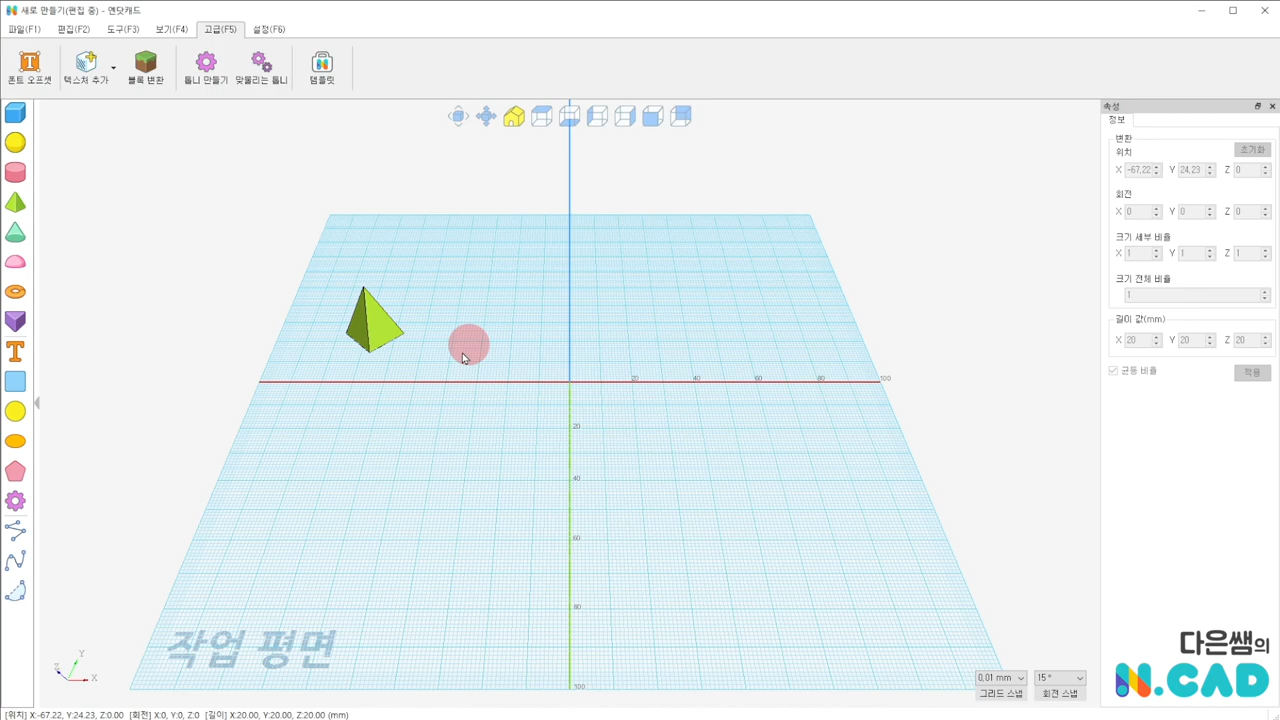 새로 만들기(편집 중) - 엔닷캐드
파일(F1) 편집(F2) 도구(F3) 보기(F4) 고급(F5) 설정(F6)
폰트 오프셋 텍스처 추가 블록 변환 톱니 만들기 맞물리는 톱니 템플릿
속성
정보
변환
위치 초기화
X -67,22 Y 24,23 Z 0
회전
X 0 Y 0 Z 0
크기 세부 비율
X 1 Y 1 Z 1
크기 전체 비율
1
길이 값(mm)
X 20 Y 20 Z 20
균등 비율 적용
20 40 60 80 100
20
40
60
80
100
작업 평면
Z Y X
0,01 mm 15 °
그리드 스냅 회전 스냅
다은쌤의
N.CAD
[위치] X:-67.22, Y:24.23, Z:0.00 [회전] X:0, Y:0, Z:0 [길이] X:20.00, Y:20.00, Z:20.00 (mm)